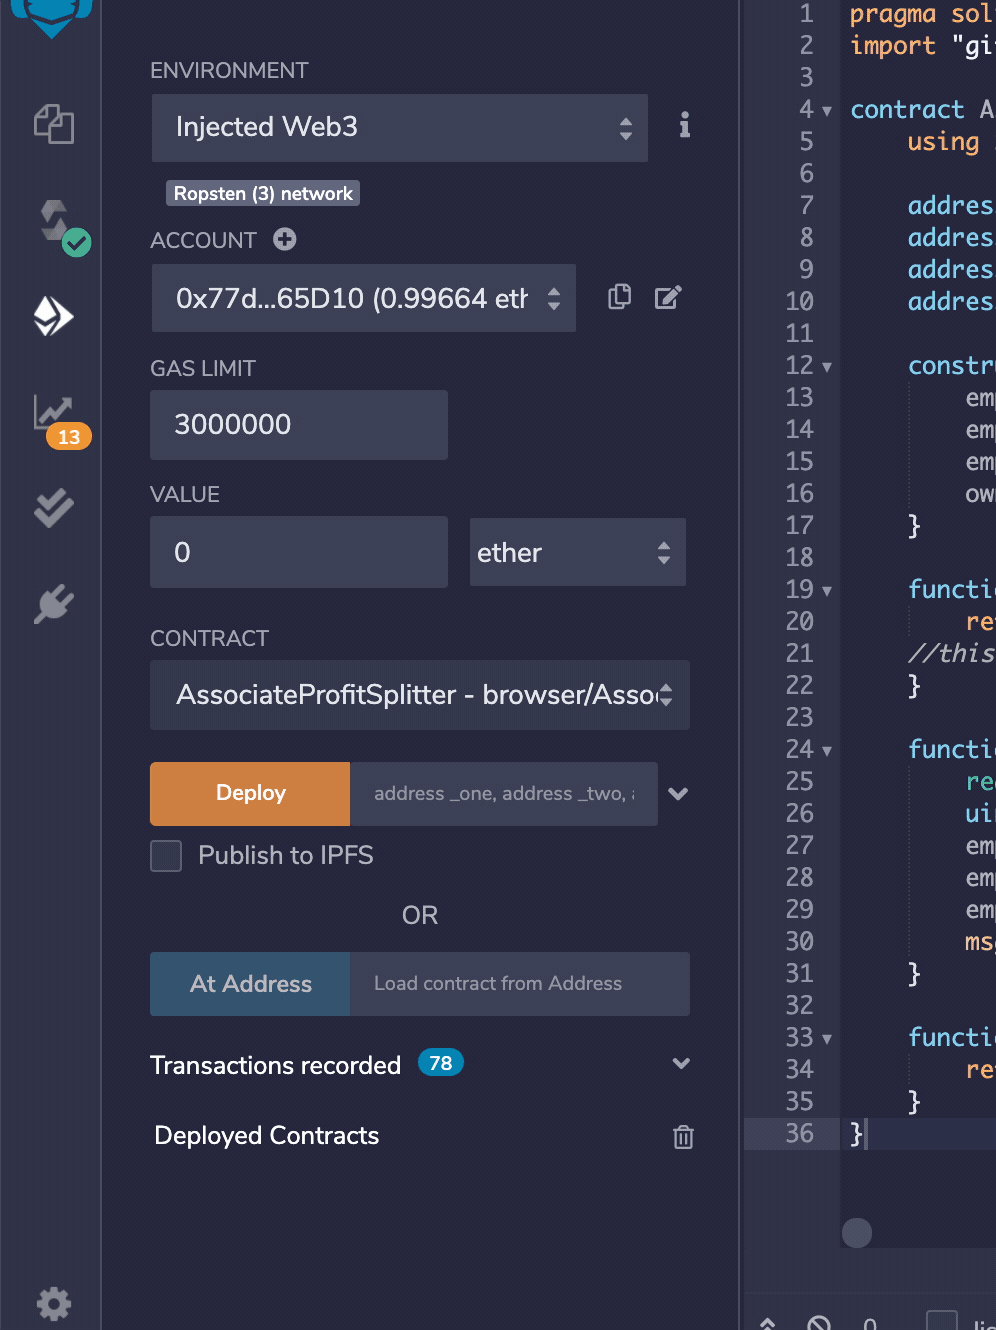 ENVIRONMENT
Injected Web3
Ropsten (3) network
ACCOUNT
0x77d...65D10 (0.99664 eth
GAS LIMIT
3000000
VALUE
0
ether
CONTRACT
AssociateProfitSplitter - browser/Asso
Deploy
address _one, address _two,
Publish to IPFS
OR
At Address
Load contract from Address
Transactions recorded 78
Deployed Contracts
13
1 pragma sol
2 import "gi
3
4 contract A
5 using
6
7 addres
8 addres
9 addres
10 addres
11
12 constr
13 em
14 em
15 em
16 ow
17 }
18
19 functi
20 re
21 //this
22 }
23
24 functi
25 re
26 ui
27 em
28 em
29 em
30 ms
31 }
32
33 functi
34 re
35 }
36 }
0